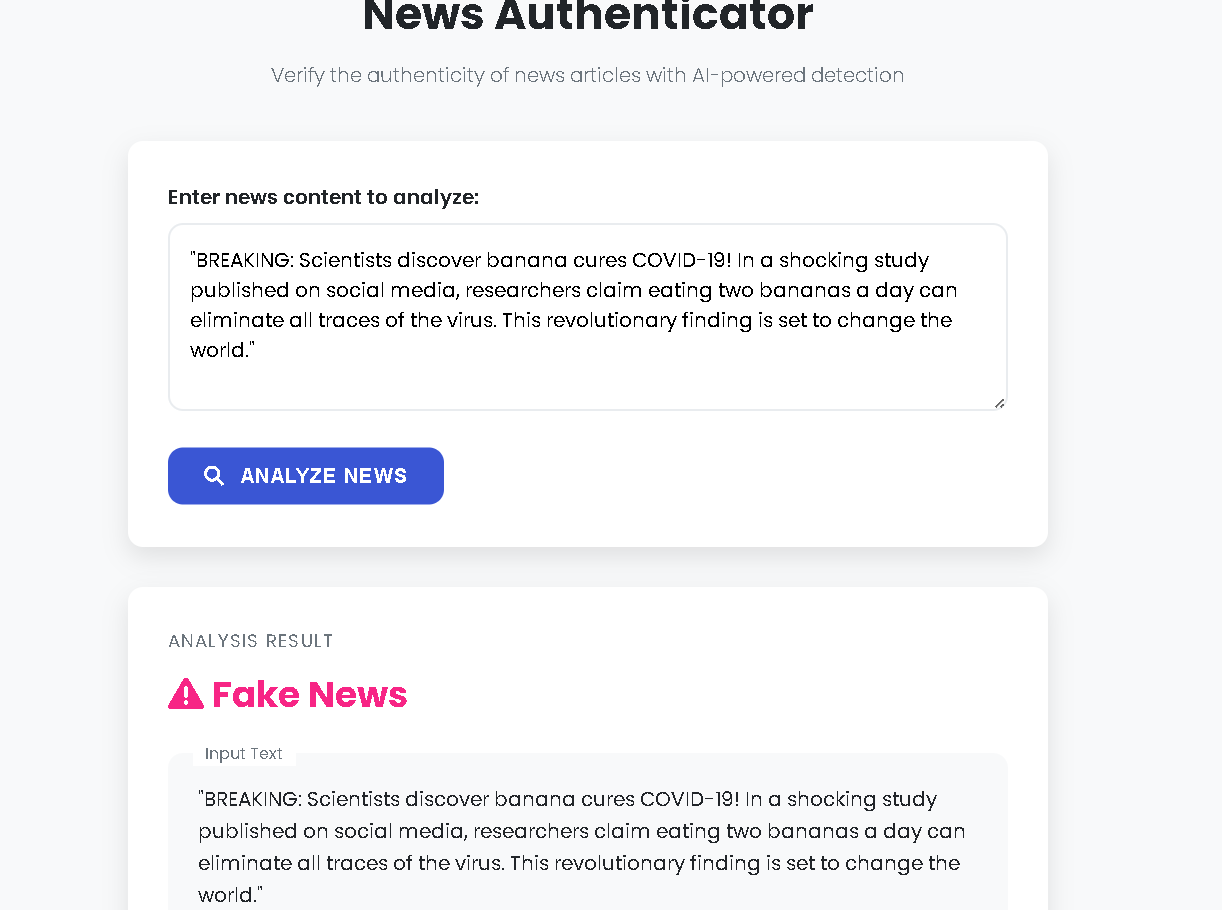 News Authenticator
Verify the authenticity of news articles with AI-powered detection
Enter news content to analyze:
"BREAKING: Scientists discover banana cures COVID-19! In a shocking study
published on social media, researchers claim eating two bananas a day can
eliminate all traces of the virus. This revolutionary finding is set to change the
world."
ANALYZE NEWS
ANALYSIS RESULT
Fake News
Input Text
"BREAKING: Scientists discover banana cures COVID-19! In a shocking study
published on social media, researchers claim eating two bananas a day can
eliminate all traces of the virus. This revolutionary finding is set to change the
world."